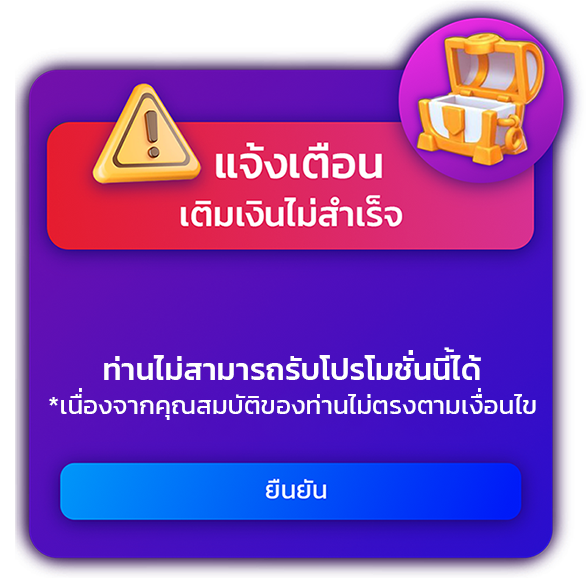 แจ้งเตือน
เติมเงินไม่สำเร็จ
ท่านไม่สามารถรับโปรโมชั่นนี้ได้
*เนื่องจากคุณสมบัติของท่านไม่ตรงตามเงื่อนไข
ยืนยัน